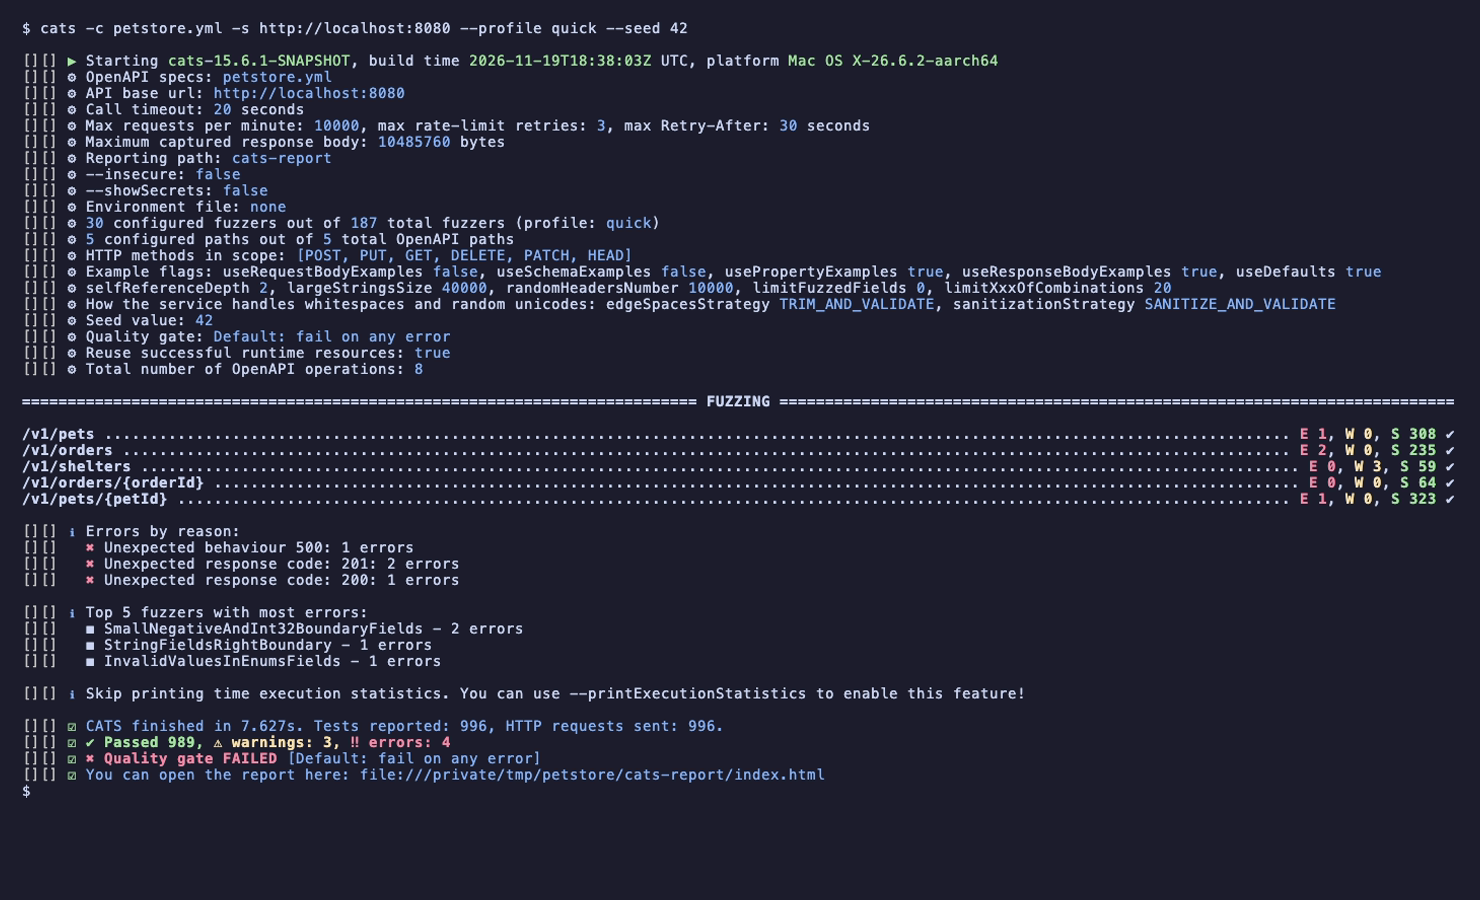 $ cats -c petstore.yml -s http://localhost:8080 --profile quick --seed 42
[][] ▶ Starting cats-15.6.1-SNAPSHOT, build time 2026-11-19T18:38:03Z UTC, platform Mac OS X-26.6.2-aarch64
[][] ⚙ OpenAPI specs: petstore.yml
[][] ⚙ API base url: http://localhost:8080
[][] ⚙ Call timeout: 20 seconds
[][] ⚙ Max requests per minute: 10000, max rate-limit retries: 3, max Retry-After: 30 seconds
[][] ⚙ Maximum captured response body: 10485760 bytes
[][] ⚙ Reporting path: cats-report
[][] ⚙ --insecure: false
[][] ⚙ --showSecrets: false
[][] ⚙ Environment file: none
[][] ⚙ 30 configured fuzzers out of 187 total fuzzers (profile: quick)
[][] ⚙ 5 configured paths out of 5 total OpenAPI paths
[][] ⚙ HTTP methods in scope: [POST, PUT, GET, DELETE, PATCH, HEAD]
[][] ⚙ Example flags: useRequestBodyExamples false, useSchemaExamples false, usePropertyExamples true, useResponseBodyExamples true, useDefaults true
[][] ⚙ selfReferenceDepth 2, largeStringsSize 40000, randomHeadersNumber 10000, limitFuzzedFields 0, limitXxxOfCombinations 20
[][] ⚙ How the service handles whitespaces and random unicodes: edgeSpacesStrategy TRIM_AND_VALIDATE, sanitizationStrategy SANITIZE_AND_VALIDATE
[][] ⚙ Seed value: 42
[][] ⚙ Quality gate: Default: fail on any error
[][] ⚙ Reuse successful runtime resources: true
[][] ⚙ Total number of OpenAPI operations: 8
========================================================================== FUZZING ==========================================================================
/v1/pets .................................................................................................................................. E 1, W 0, S 308 ✔
/v1/orders ................................................................................................................................ E 2, W 0, S 235 ✔
/v1/shelters ............................................................................................................................... E 0, W 3, S 59 ✔
/v1/orders/{orderId} ....................................................................................................................... E 0, W 0, S 64 ✔
/v1/pets/{petId} .......................................................................................................................... E 1, W 0, S 323 ✔
[][] ℹ Errors by reason:
[][] ✖ Unexpected behaviour 500: 1 errors
[][] ✖ Unexpected response code: 201: 2 errors
[][] ✖ Unexpected response code: 200: 1 errors
[][] ℹ Top 5 fuzzers with most errors:
[][] ■ SmallNegativeAndInt32BoundaryFields - 2 errors
[][] ■ StringFieldsRightBoundary - 1 errors
[][] ■ InvalidValuesInEnumsFields - 1 errors
[][] ℹ Skip printing time execution statistics. You can use --printExecutionStatistics to enable this feature!
[][] ☑ CATS finished in 7.627s. Tests reported: 996, HTTP requests sent: 996.
[][] ☑ ✔ Passed 989, ⚠ warnings: 3, ‼ errors: 4
[][] ☑ ✖ Quality gate FAILED [Default: fail on any error]
[][] ☑ You can open the report here: file:///private/tmp/petstore/cats-report/index.html
$